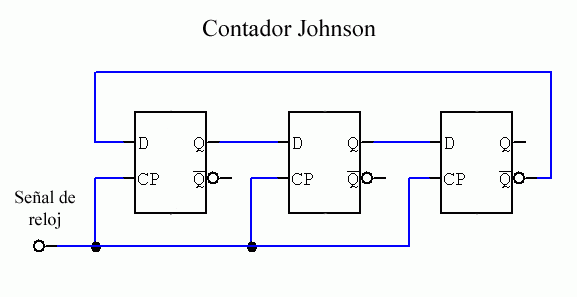 Contador Johnson
D Q D Q D Q
CP Q̅ CP Q̅ CP Q̅
Señal de
reloj